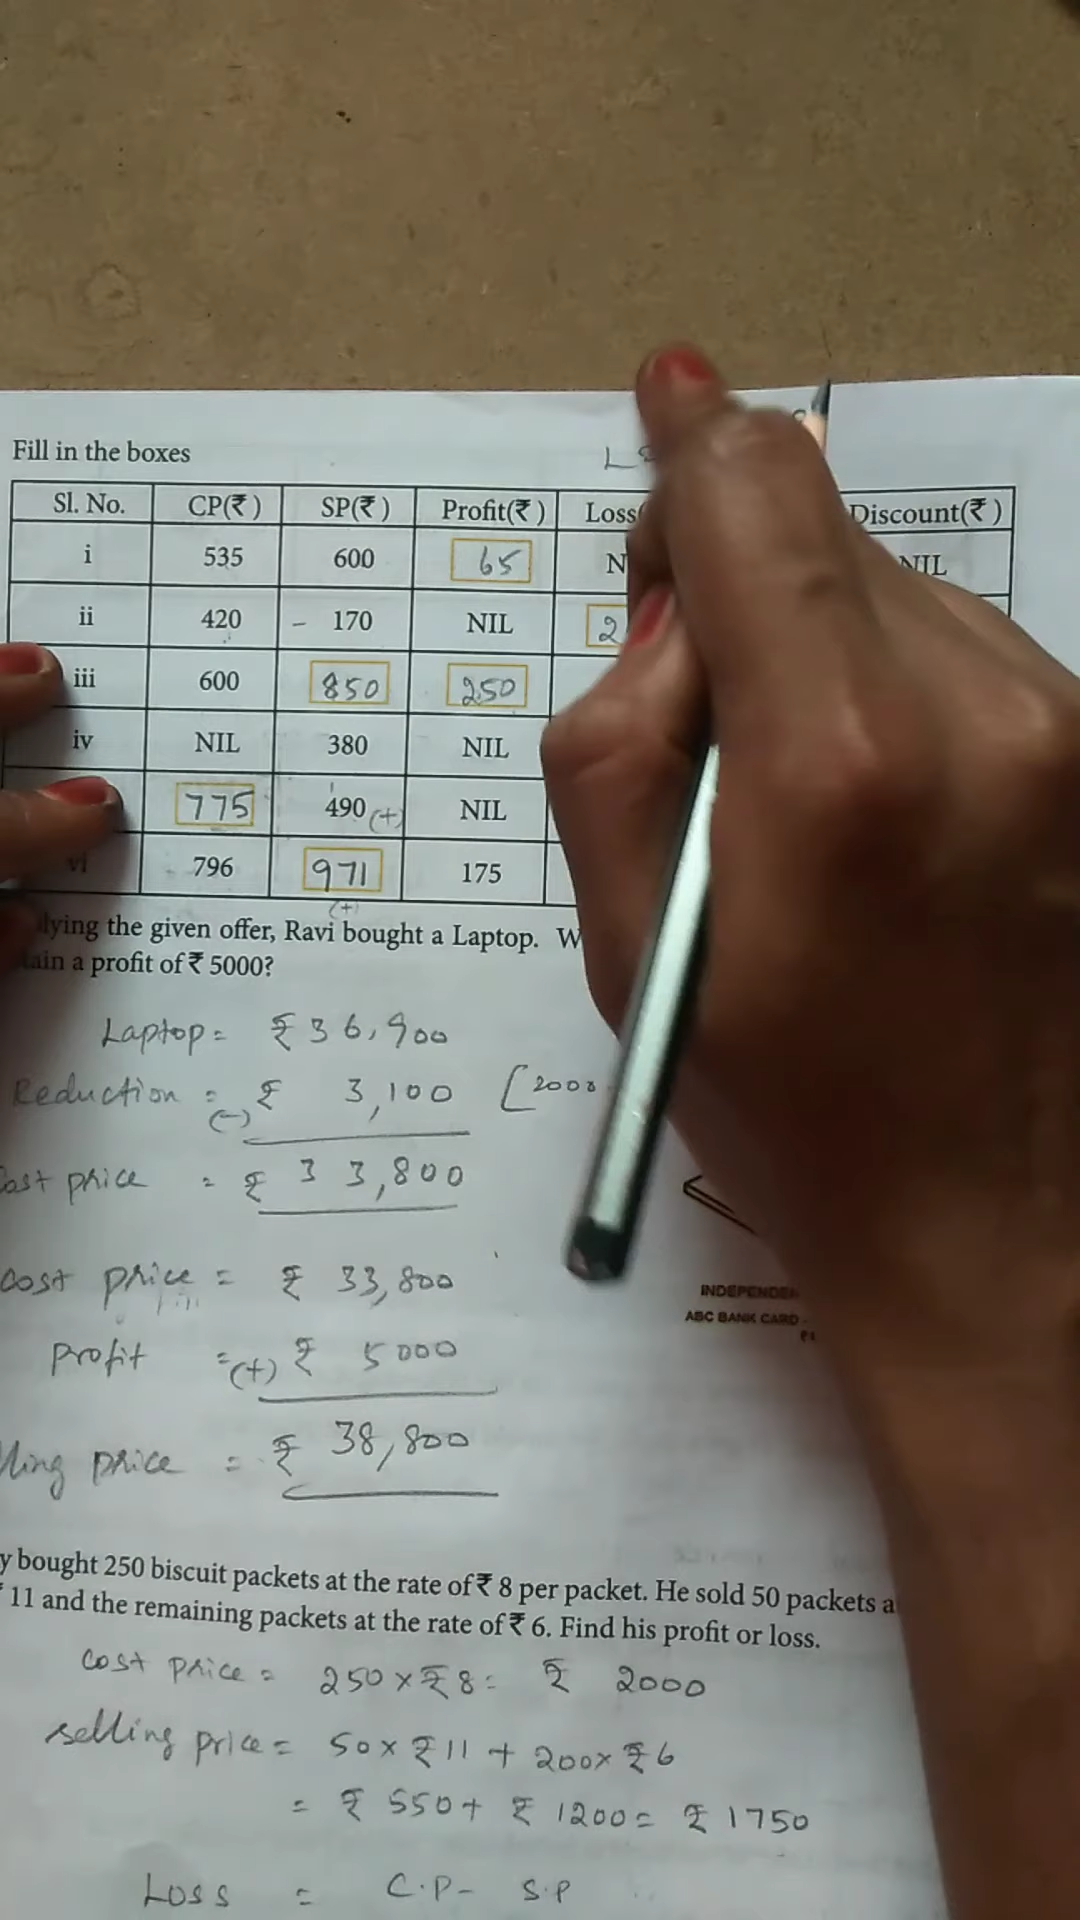 Fill in the boxes
Sl. No. CP(₹) SP(₹) Profit(₹) Loss Discount(₹)
i 535 600 65 NIL
ii 420 - 170 NIL 2
iii 600 850 250
iv NIL 380 NIL
775 490 (+) NIL
vi 796 971 175
(+)
the given offer, Ravi bought a Laptop.
a profit of ₹ 5000?
Laptop = ₹ 36,900
Reduction = (-) ₹ 3,100 [2000
price = ₹ 33,800
Cost price = ₹ 33,800
Profit = (+) ₹ 5000
price = ₹ 38,800
ABC BANK CARD -
bought 250 biscuit packets at the rate of ₹ 8 per packet. He sold 50 packets
11 and the remaining packets at the rate of ₹ 6. Find his profit or loss.
Cost price = 250 x ₹ 8 = ₹ 2000
selling price = 50 x ₹ 11 + 200 x ₹ 6
= ₹ 550 + ₹ 1200 = ₹ 1750
Loss = C.P - S.P